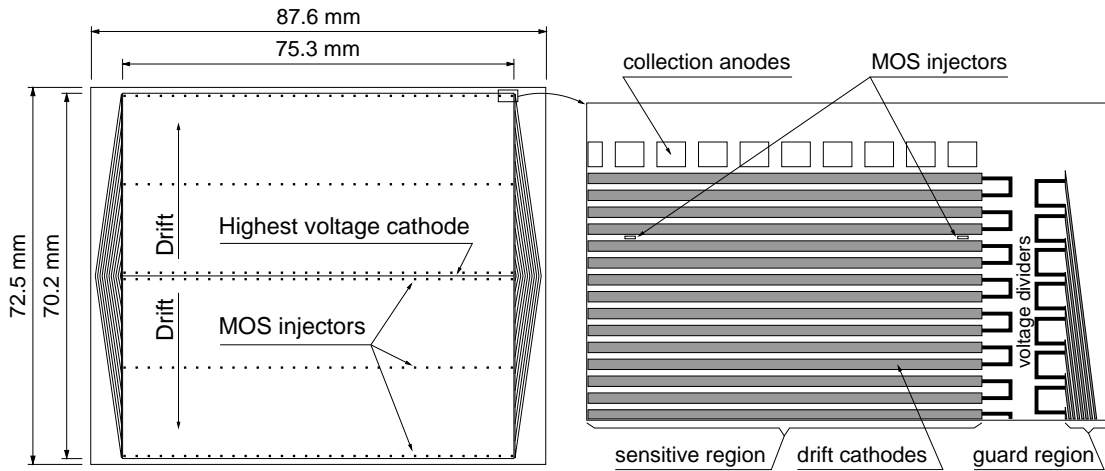 87.6 mm
75.3 mm
72.5 mm
70.2 mm
Drift
Highest voltage cathode
Drift
MOS injectors
collection anodes
MOS injectors
voltage dividers
sensitive region
drift cathodes
guard region